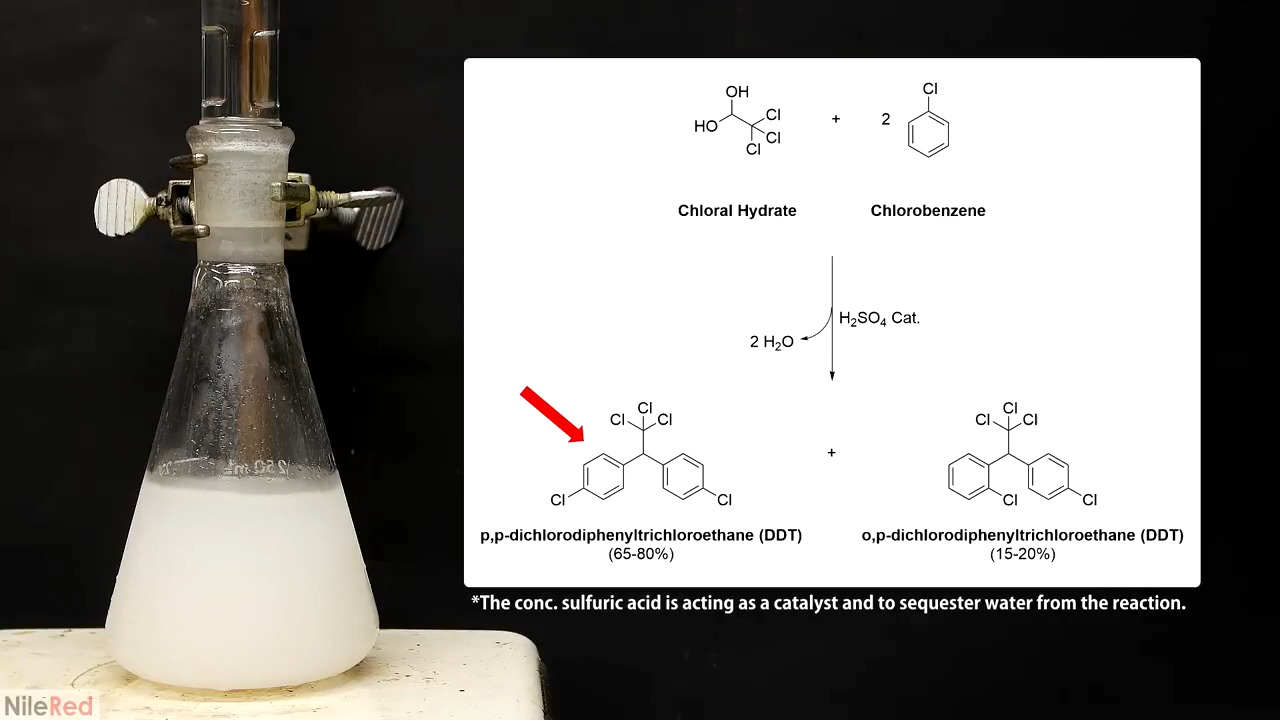 OH
HO
Cl
Cl
Cl
+
2
Cl
Chloral Hydrate
Chlorobenzene
H₂SO₄ Cat.
2 H₂O
Cl
Cl
Cl
Cl
Cl
+
Cl
Cl
Cl
Cl
Cl
p,p-dichlorodiphenyltrichloroethane (DDT)
(65-80%)
o,p-dichlorodiphenyltrichloroethane (DDT)
(15-20%)
*The conc. sulfuric acid is acting as a catalyst and to sequester water from the reaction.
250 mL
NileRed